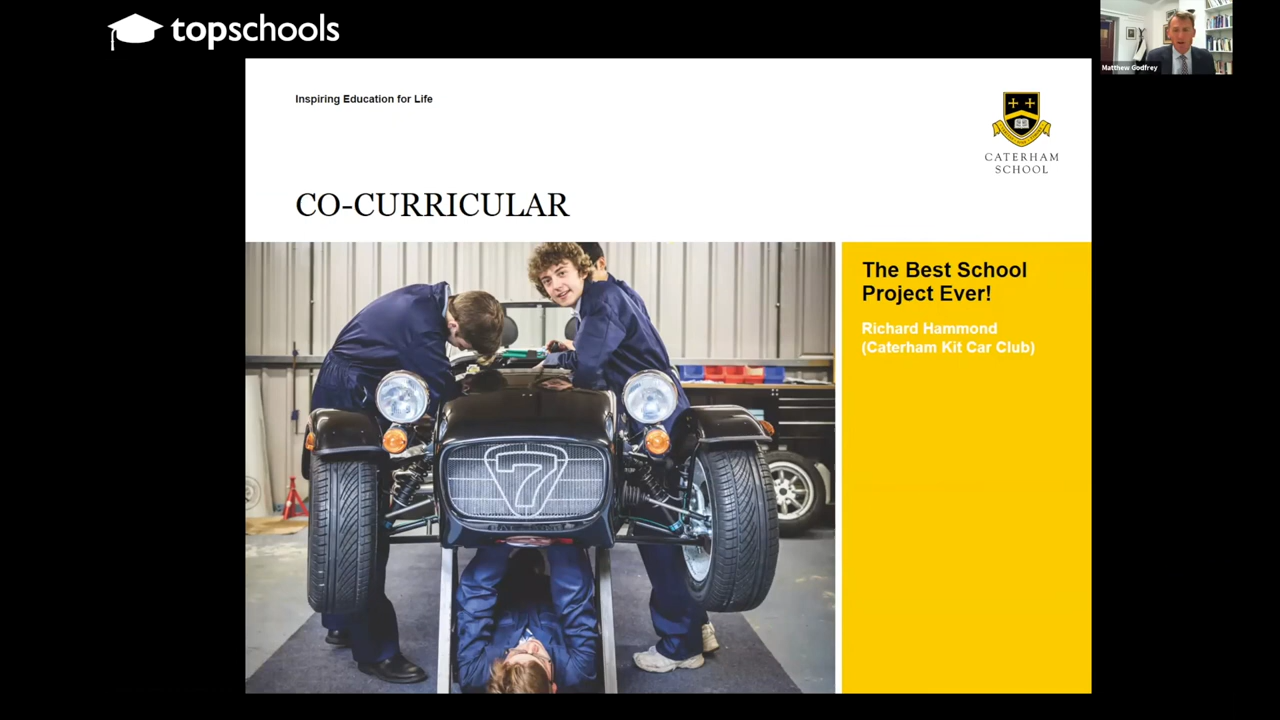 topschools
Matthew Godfrey
Inspiring Education for Life
CATERHAM
SCHOOL
CO-CURRICULAR
The Best School
Project Ever!
Richard Hammond
(Caterham Kit Car Club)
7